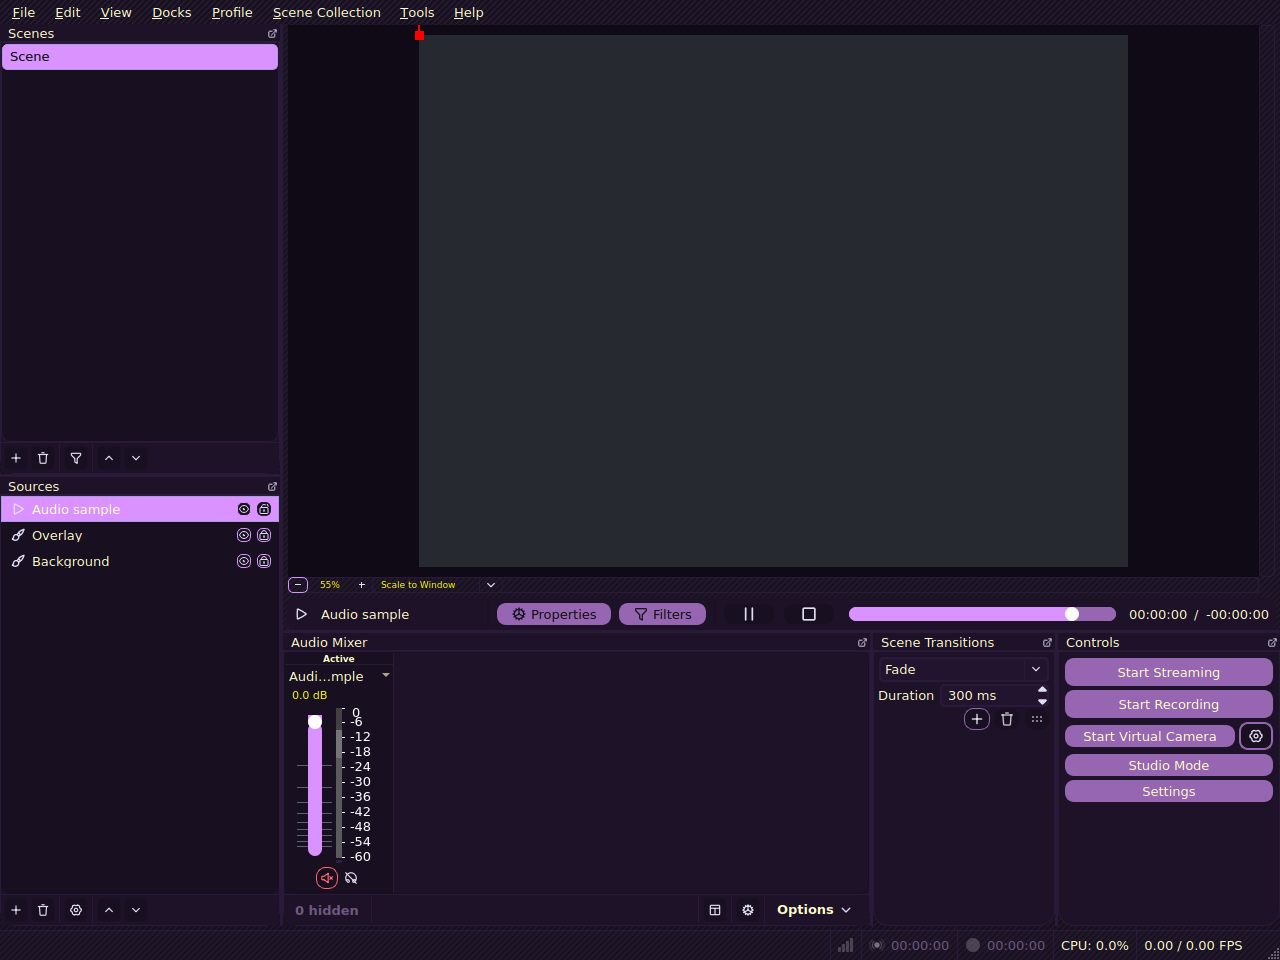 File Edit View Docks Profile Scene Collection Tools Help
Scenes
Scene
Sources
Audio sample
Overlay
Background
55% Scale to Window
Audio sample Properties Filters 00:00:00 / -00:00:00
Audio Mixer
Active
Audi...mple
0.0 dB
0
-6
-12
-18
-24
-30
-36
-42
-48
-54
-60
0 hidden Options
Scene Transitions
Fade
Duration 300 ms
Controls
Start Streaming
Start Recording
Start Virtual Camera
Studio Mode
Settings
00:00:00 00:00:00 CPU: 0.0% 0.00 / 0.00 FPS